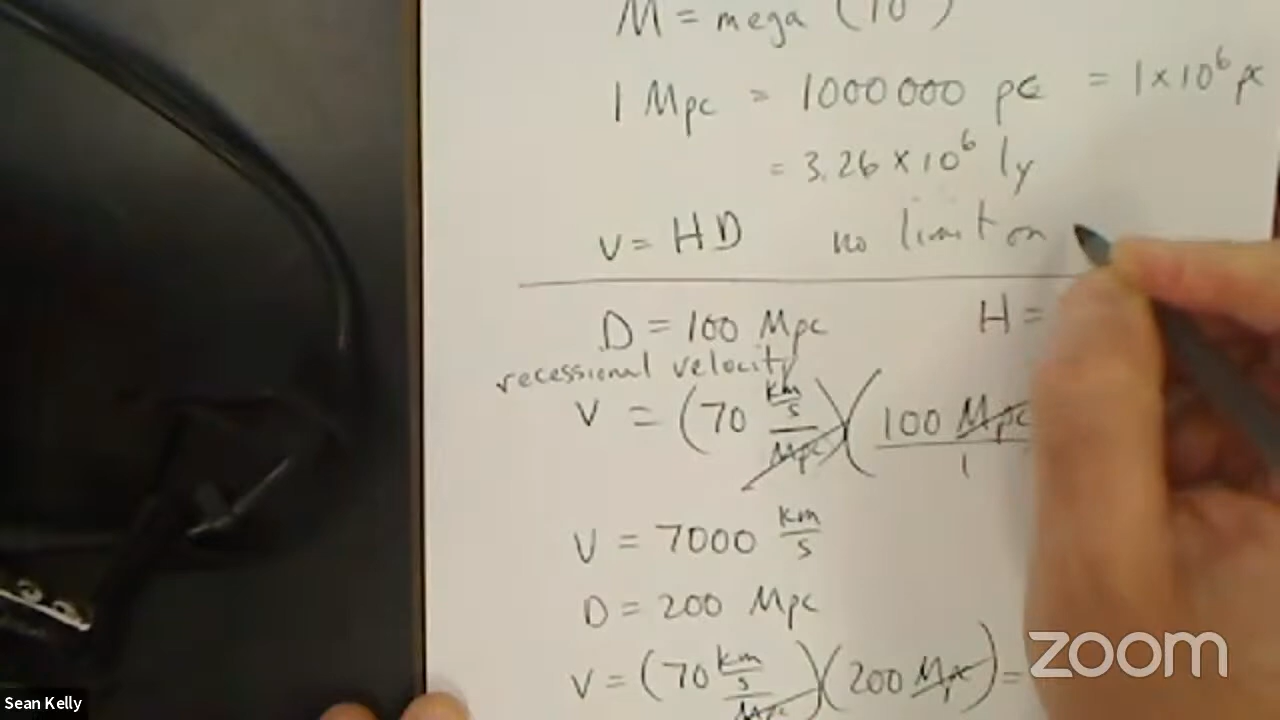 M = mega (10 )
1 Mpc = 1000000 pc = 1×10⁶ pc
= 3.26 × 10⁶ ly
V = HD no limit on
D = 100 Mpc H =
recessional velocity
V = (70 km/s/Mpc)(100 Mpc/1
V = 7000 km/s
D = 200 Mpc
V = (70 km/s/Mpc)(200 Mpc) =
zoom
Sean Kelly